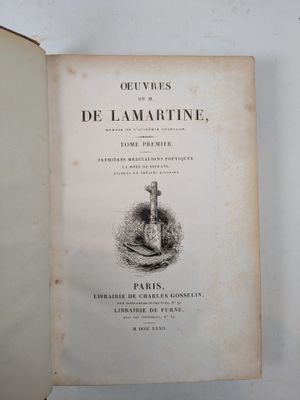 OEUVRES
DE M.
DE LAMARTINE,
MEMBRE DE L'ACADÉMIE FRANÇAISE.
TOME PREMIER
PREMIÈRES MÉDITATIONS POÉTIQUES
LA MORT DE SOCRATE,
PARIS,
LIBRAIRIE DE CHARLES GOSSELIN,
LIBRAIRIE DE FURNE,
M DCCC XXXII.